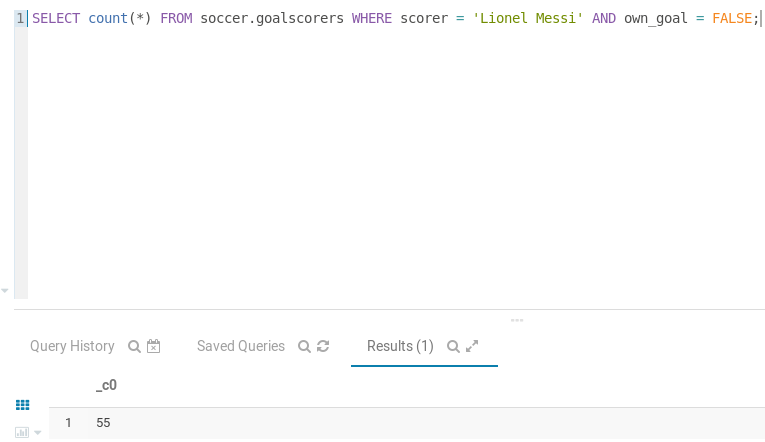 1 SELECT count(*) FROM soccer.goalscorers WHERE scorer = 'Lionel Messi' AND own_goal = FALSE;
Query History Saved Queries Results (1)
_c0
1 55